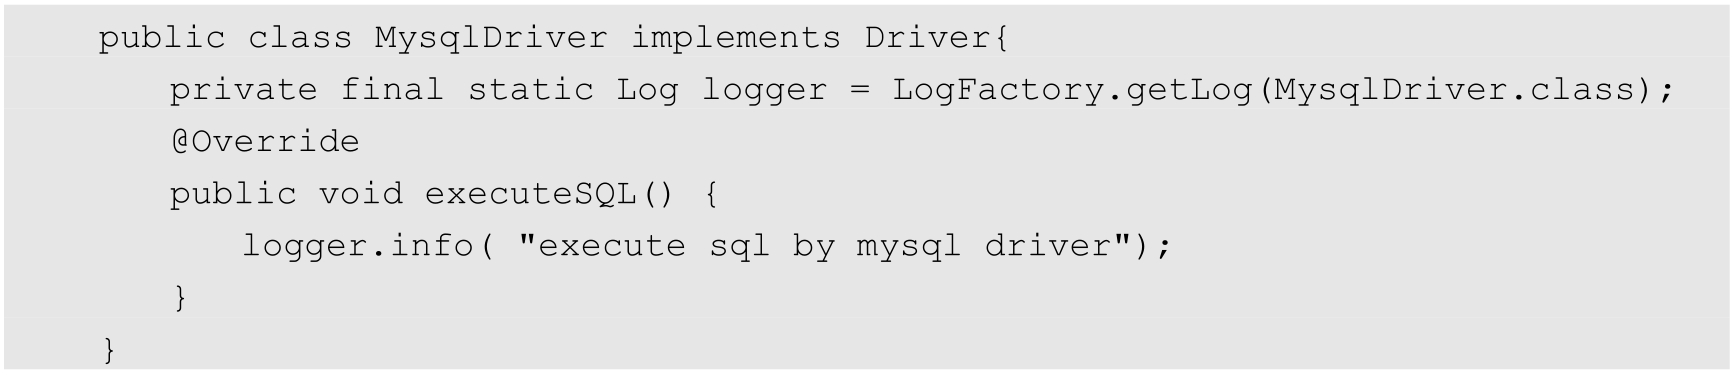 public class MysqlDriver implements Driver{
private final static Log logger = LogFactory.getLog(MysqlDriver.class);
@Override
public void executeSQL() {
logger.info( "execute sql by mysql driver");
}
}